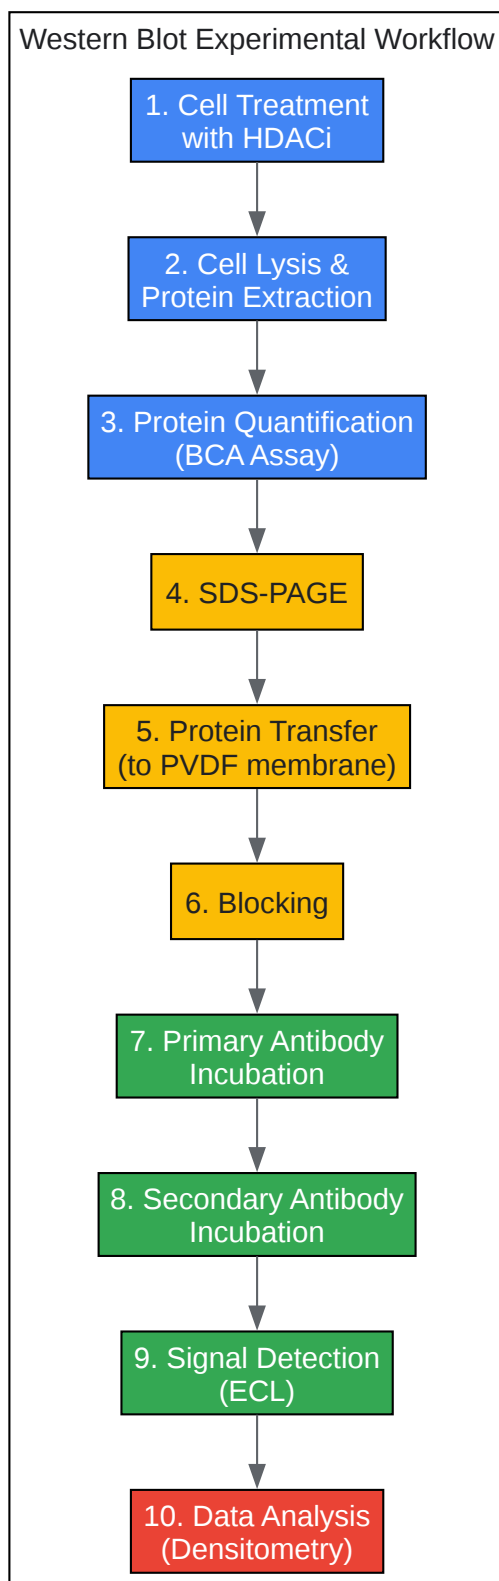 Western Blot Experimental Workflow
1. Cell Treatment
with HDACi
2. Cell Lysis &
Protein Extraction
3. Protein Quantification
(BCA Assay)
4. SDS-PAGE
5. Protein Transfer
(to PVDF membrane)
6. Blocking
7. Primary Antibody
Incubation
8. Secondary Antibody
Incubation
9. Signal Detection
(ECL)
10. Data Analysis
(Densitometry)